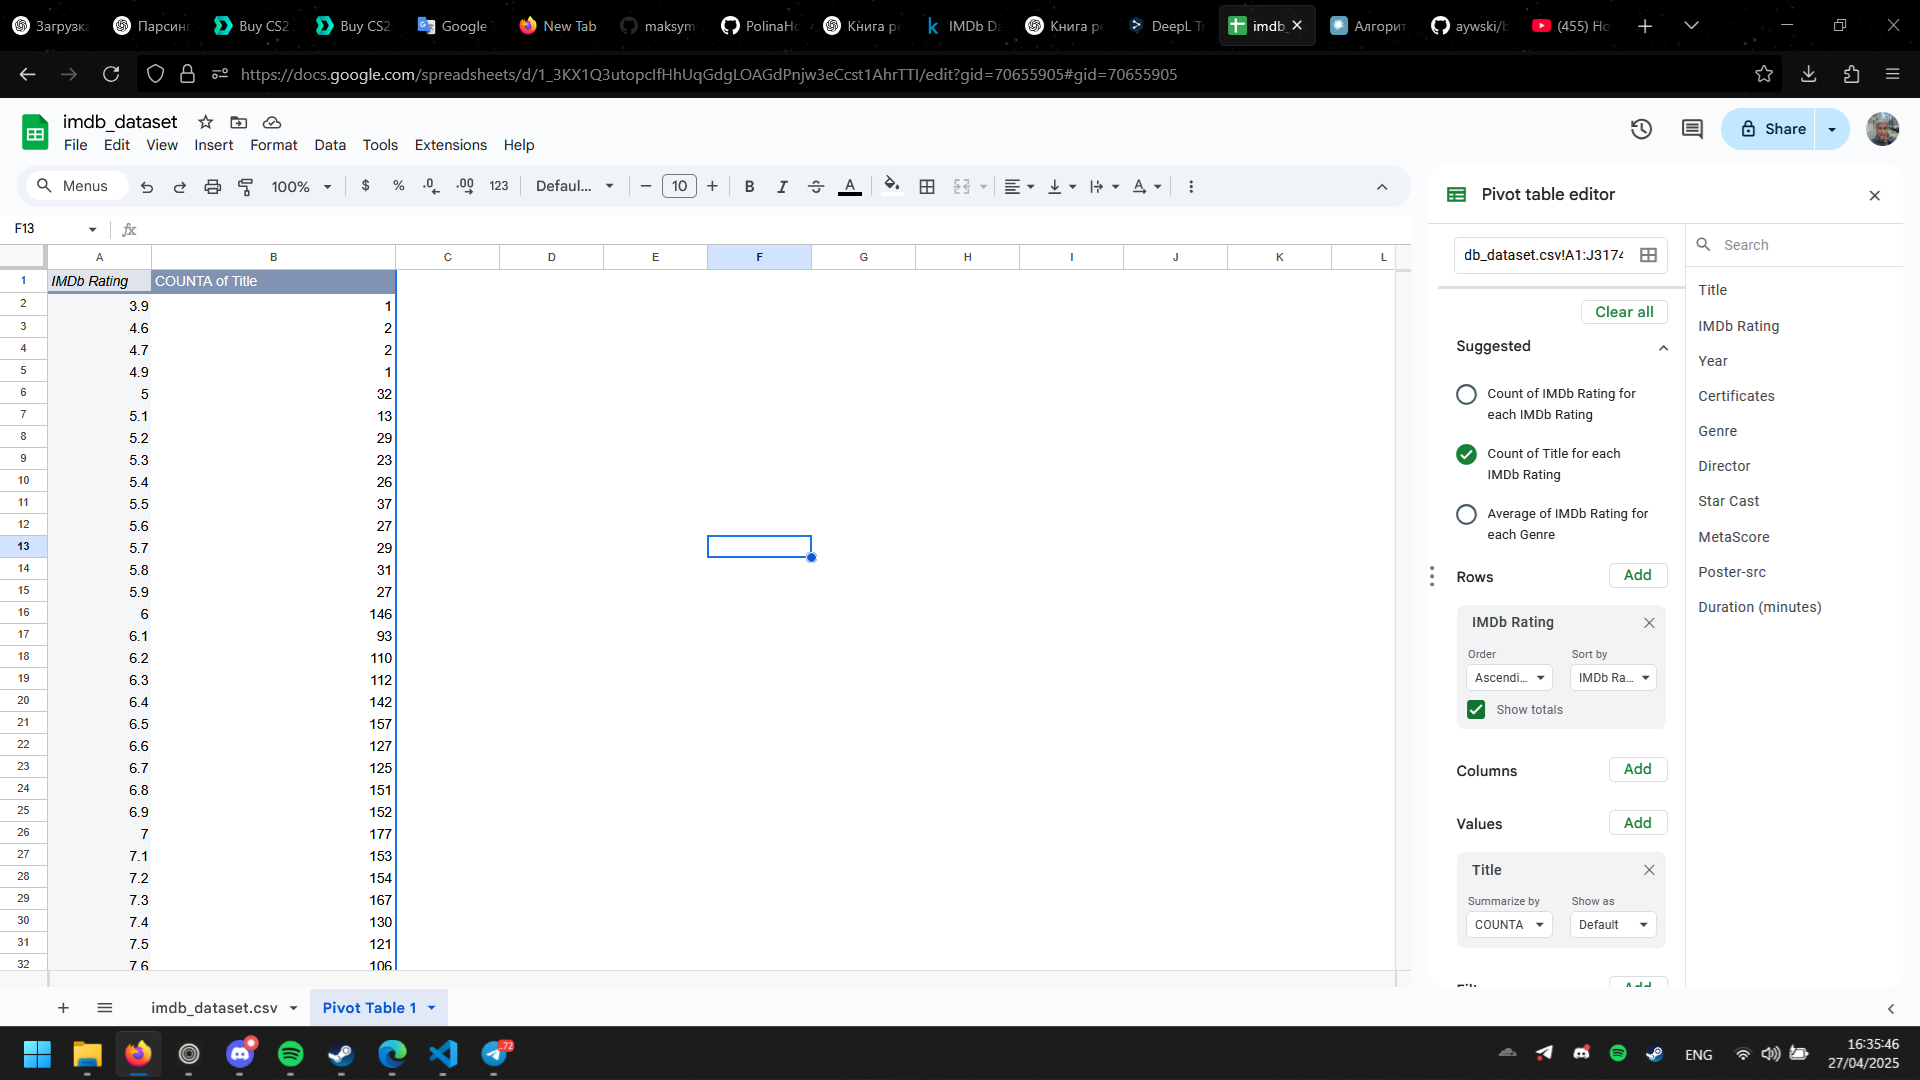 Загрузка
Парсинг
Buy CS2
Buy CS2
Google
New Tab
maksym
PolinaHo
Книга ре
IMDb Da
Книга ре
DeepL Tr
imdb_
Алгорит
aywski/b
(455) Но
https://docs.google.com/spreadsheets/d/1_3KX1Q3utopcIfHhUqGdgLOAGdPnjw3eCcst1AhrTTI/edit?gid=70655905#gid=70655905
imdb_dataset
File Edit View Insert Format Data Tools Extensions Help
Share
Menus 100% $ % .0 .00 123 Defaul... 10 B I S A
F13
fx
A B C D E F G H I J K L
1 IMDb Rating COUNTA of Title
2 3.9 1
3 4.6 2
4 4.7 2
5 4.9 1
6 5 32
7 5.1 13
8 5.2 29
9 5.3 23
10 5.4 26
11 5.5 37
12 5.6 27
13 5.7 29
14 5.8 31
15 5.9 27
16 6 146
17 6.1 93
18 6.2 110
19 6.3 112
20 6.4 142
21 6.5 157
22 6.6 127
23 6.7 125
24 6.8 151
25 6.9 152
26 7 177
27 7.1 153
28 7.2 154
29 7.3 167
30 7.4 130
31 7.5 121
32 7.6 106
Pivot table editor
db_dataset.csv!A1:J3174
Clear all
Suggested
Count of IMDb Rating for
each IMDb Rating
Count of Title for each
IMDb Rating
Average of IMDb Rating for
each Genre
Rows Add
IMDb Rating
Order Sort by
Ascendi... IMDb Ra...
Show totals
Columns Add
Values Add
Title
Summarize by Show as
COUNTA Default
Add
Search
Title
IMDb Rating
Year
Certificates
Genre
Director
Star Cast
MetaScore
Poster-src
Duration (minutes)
imdb_dataset.csv
Pivot Table 1
72
ENG
16:35:46
27/04/2025